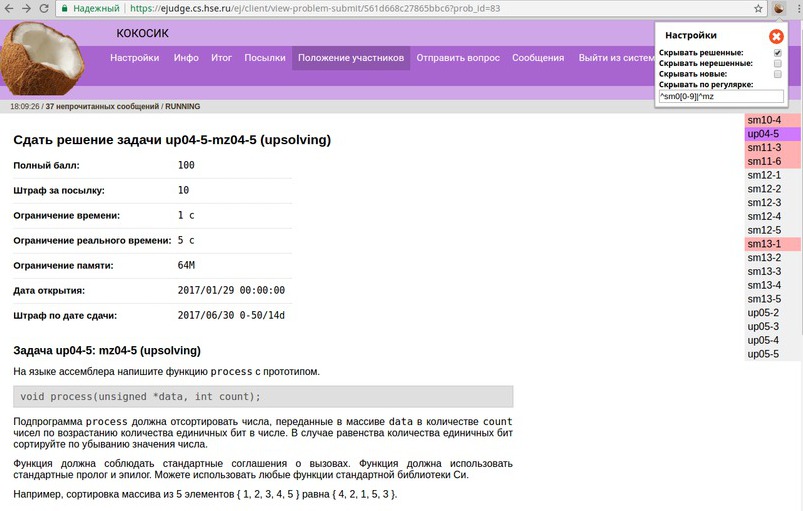 Надежный https://ejudge.cs.hse.ru/ej/client/view-problem-submit/561d668c27865bbc6?prob_id=83
КОКОСИК
Настройки Инфо Итог Посылки Положение участников Отправить вопрос Сообщения Выйти из систем
Настройки
Скрывать решенные:
Скрывать нерешенные:
Скрывать новые:
Скрывать по регулярке:
^sm0[0-9]|^mz
18:09:26 / 37 непрочитанных сообщений / RUNNING
Сдать решение задачи up04-5-mz04-5 (upsolving)
Полный балл: 100
Штраф за посылку: 10
Ограничение времени: 1 с
Ограничение реального времени: 5 с
Ограничение памяти: 64M
Дата открытия: 2017/01/29 00:00:00
Штраф по дате сдачи: 2017/06/30 0-50/14d
Задача up04-5: mz04-5 (upsolving)
На языке ассемблера напишите функцию process с прототипом.
void process(unsigned *data, int count);
Подпрограмма process должна отсортировать числа, переданные в массиве data в количестве count
чисел по возрастанию количества единичных бит в числе. В случае равенства количества единичных бит
сортируйте по убыванию значения числа.
Функция должна соблюдать стандартные соглашения о вызовах. Функция должна использовать
стандартные пролог и эпилог. Можете использовать любые функции стандартной библиотеки Си.
Например, сортировка массива из 5 элементов { 1, 2, 3, 4, 5 } равна { 4, 2, 1, 5, 3 }.
sm10-4
up04-5
sm11-3
sm11-6
sm12-1
sm12-2
sm12-3
sm12-4
sm12-5
sm13-1
sm13-2
sm13-3
sm13-4
sm13-5
up05-2
up05-3
up05-4
up05-5